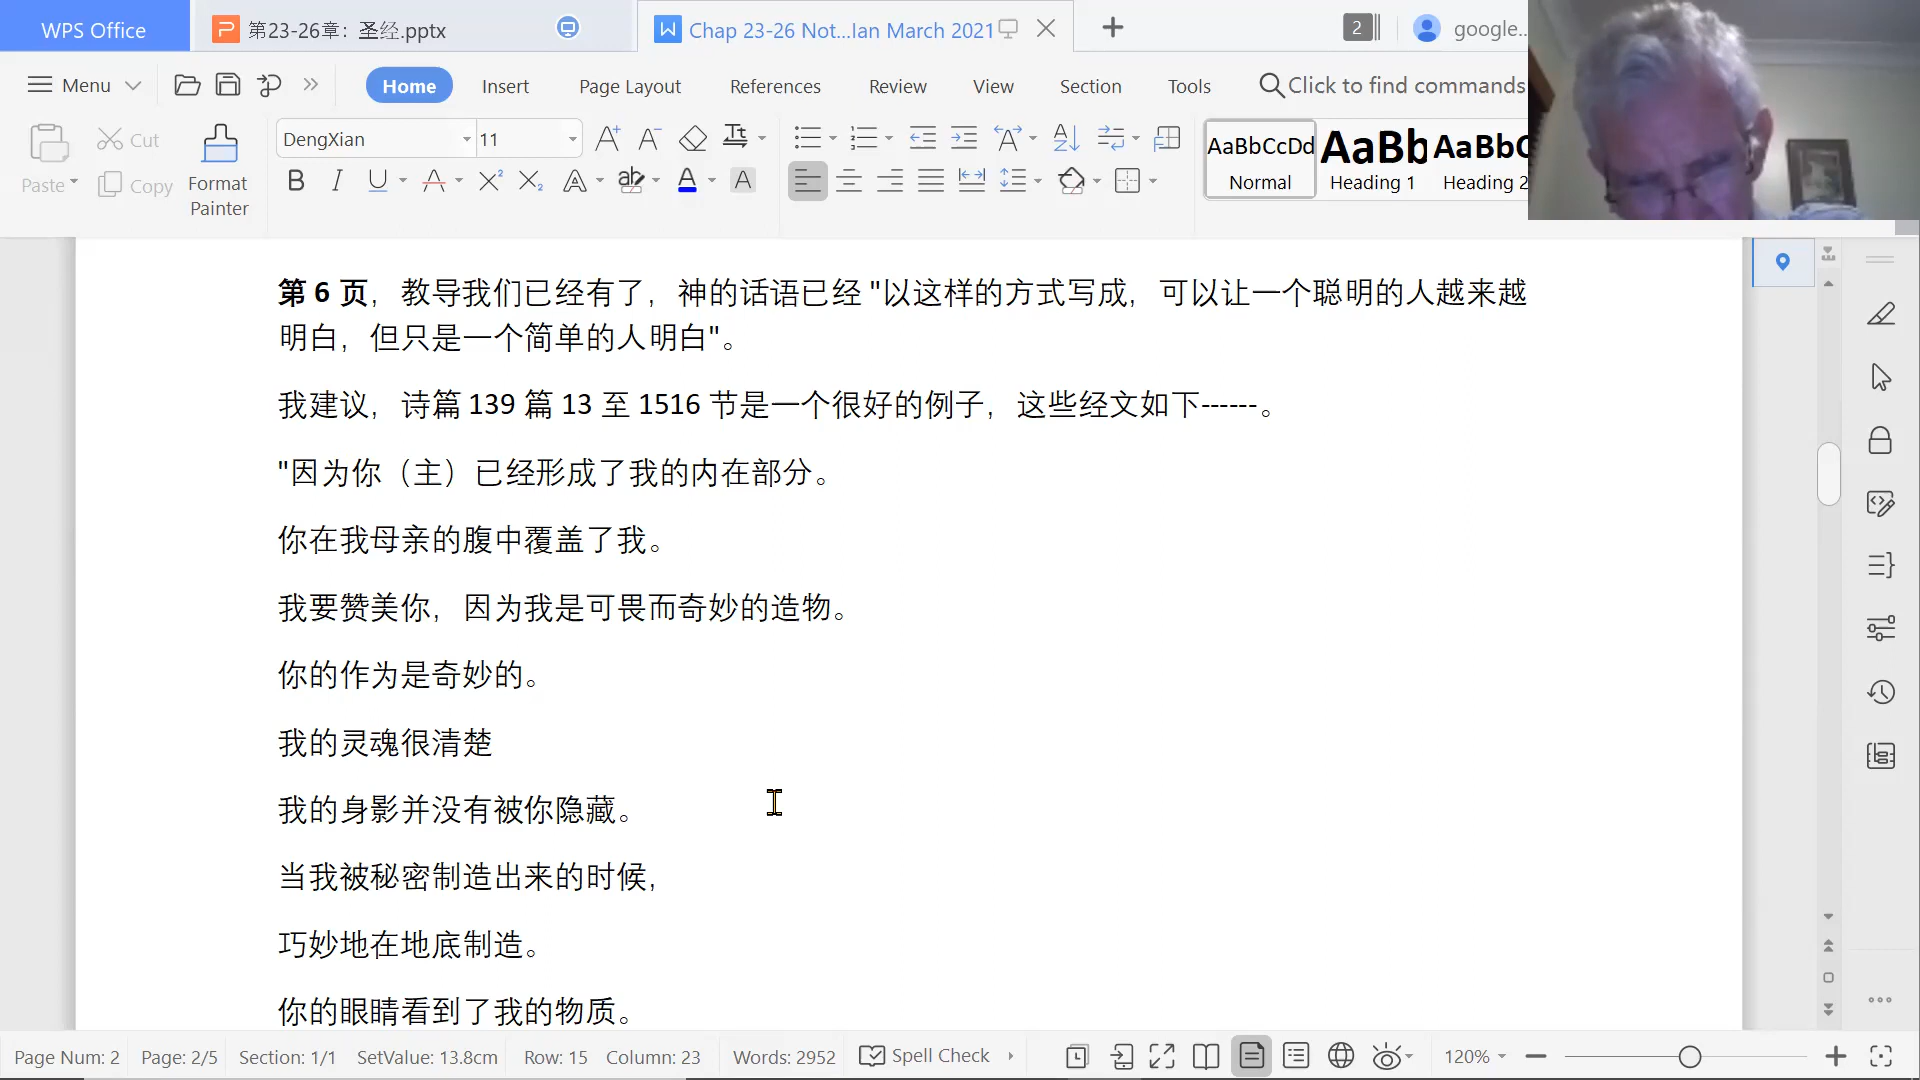 WPS Office
第23-26章：圣经.pptx
Chap 23-26 Not...Ian March 2021
2
google..
Menu
Home
Insert
Page Layout
References
Review
View
Section
Tools
Click to find commands
Paste
Cut
Copy
Format
Painter
DengXian
11
AaBbCcDd
Normal
AaBb
Heading 1
AaBbC
Heading 2
第 6 页，教导我们已经有了，神的话语已经 "以这样的方式写成，可以让一个聪明的人越来越
明白，但只是一个简单的人明白"。
我建议，诗篇 139 篇 13 至 1516 节是一个很好的例子，这些经文如下------。
"因为你（主）已经形成了我的内在部分。
你在我母亲的腹中覆盖了我。
我要赞美你，因为我是可畏而奇妙的造物。
你的作为是奇妙的。
我的灵魂很清楚
我的身影并没有被你隐藏。
当我被秘密制造出来的时候，
巧妙地在地底制造。
你的眼睛看到了我的物质。
Page Num: 2
Page: 2/5
Section: 1/1
SetValue: 13.8cm
Row: 15
Column: 23
Words: 2952
Spell Check
120%